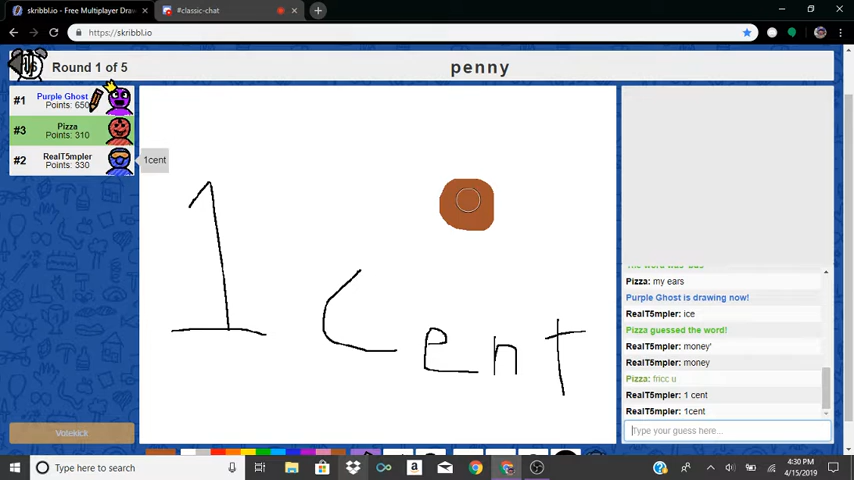 skribbl.io - Free Multiplayer Draw
#classic-chat
https://skribbl.io
Round 1 of 5
penny
#1
Purple Ghost
Points: 650
#3
Pizza
Points: 310
#2
RealT5mpler
Points: 330
1cent
1
Cent
Pizza: my ears
Purple Ghost is drawing now!
RealT5mpler: ice
Pizza guessed the word!
RealT5mpler: money'
RealT5mpler: money
Pizza: fricc u
RealT5mpler: 1 cent
RealT5mpler: 1cent
Type your guess here...
Votekick
Type here to search
4:30 PM
4/15/2019